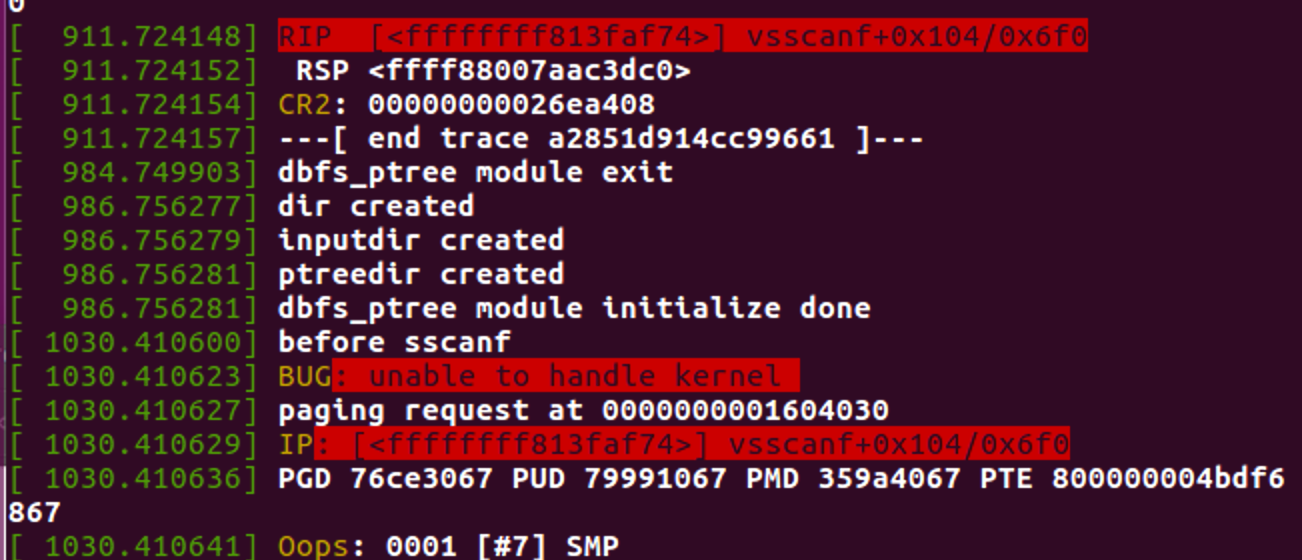 0
[  911.724148] RIP  [<ffffffff813faf74>] vsscanf+0x104/0x6f0
[  911.724152]  RSP <ffff88007aac3dc0>
[  911.724154] CR2: 00000000026ea408
[  911.724157] ---[ end trace a2851d914cc99661 ]---
[  984.749903] dbfs_ptree module exit
[  986.756277] dir created
[  986.756279] inputdir created
[  986.756281] ptreedir created
[  986.756281] dbfs_ptree module initialize done
[ 1030.410600] before sscanf
[ 1030.410623] BUG: unable to handle kernel
[ 1030.410627] paging request at 0000000001604030
[ 1030.410629] IP: [<ffffffff813faf74>] vsscanf+0x104/0x6f0
[ 1030.410636] PGD 76ce3067 PUD 79991067 PMD 359a4067 PTE 800000004bdf6
867
[ 1030.410641] Oops: 0001 [#7] SMP